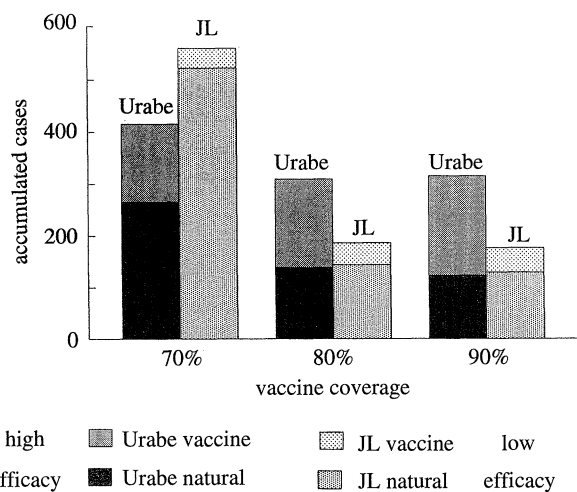 accumulated cases
600
400
200
0
Urabe
JL
Urabe
JL
Urabe
JL
70%
80%
90%
vaccine coverage
high
fficacy
Urabe vaccine
Urabe natural
JL vaccine
JL natural
low
efficacy